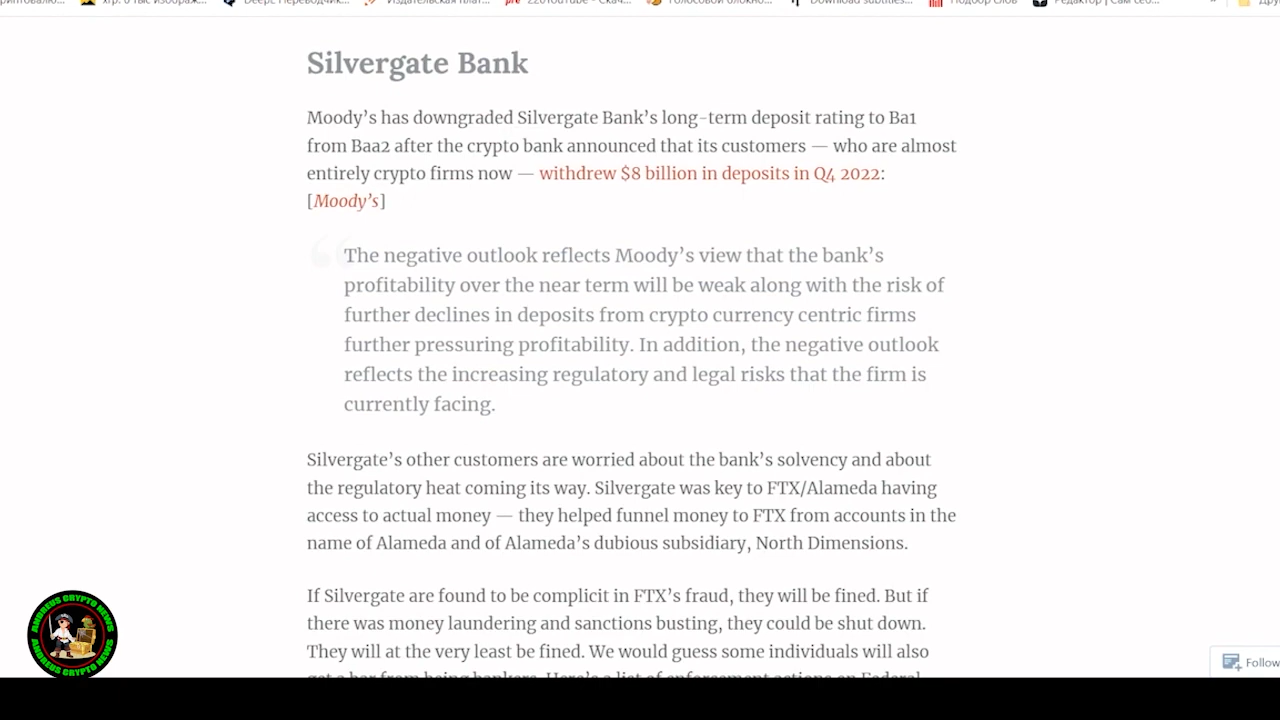 Silvergate Bank
Moody’s has downgraded Silvergate Bank’s long-term deposit rating to Ba1
from Baa2 after the crypto bank announced that its customers — who are almost
entirely crypto firms now — withdrew $8 billion in deposits in Q4 2022:
[Moody’s]
The negative outlook reflects Moody’s view that the bank’s
profitability over the near term will be weak along with the risk of
further declines in deposits from crypto currency centric firms
further pressuring profitability. In addition, the negative outlook
reflects the increasing regulatory and legal risks that the firm is
currently facing.
Silvergate’s other customers are worried about the bank’s solvency and about
the regulatory heat coming its way. Silvergate was key to FTX/Alameda having
access to actual money — they helped funnel money to FTX from accounts in the
name of Alameda and of Alameda’s dubious subsidiary, North Dimensions.
If Silvergate are found to be complicit in FTX’s fraud, they will be fined. But if
there was money laundering and sanctions busting, they could be shut down.
They will at the very least be fined. We would guess some individuals will also
ANDREUS CRYPTO NEWS
ANDREUS CRYPTO NEWS
Follow